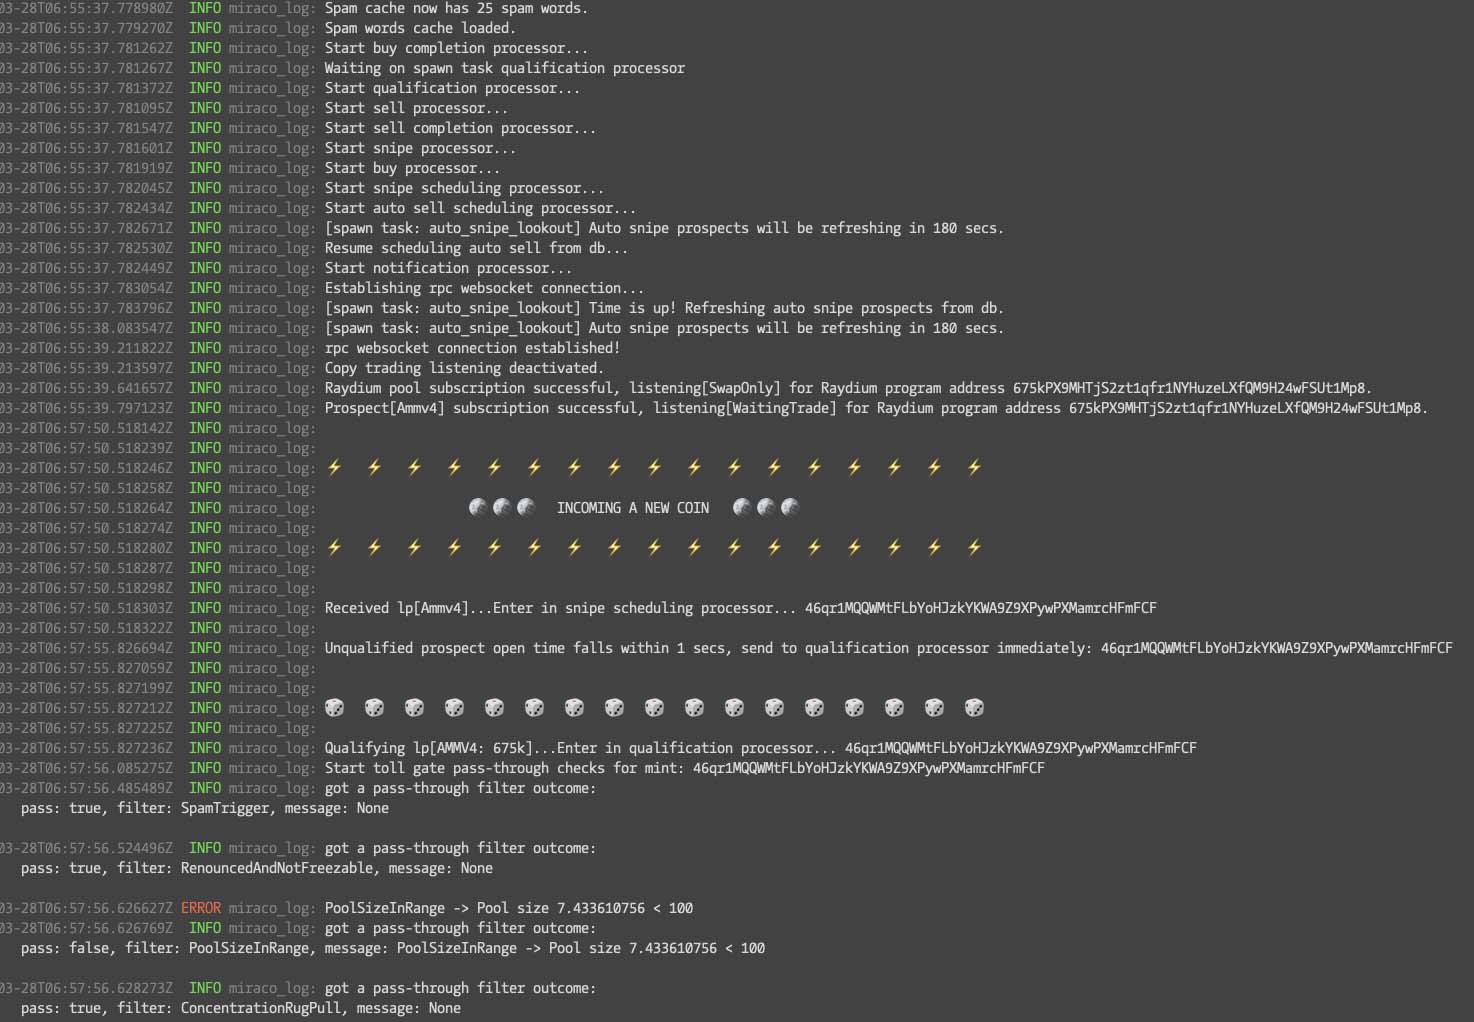 03-28T06:55:37.778980Z  INFO miraco_log: Spam cache now has 25 spam words.
03-28T06:55:37.779270Z  INFO miraco_log: Spam words cache loaded.
03-28T06:55:37.781262Z  INFO miraco_log: Start buy completion processor...
03-28T06:55:37.781267Z  INFO miraco_log: Waiting on spawn task qualification processor
03-28T06:55:37.781372Z  INFO miraco_log: Start qualification processor...
03-28T06:55:37.781095Z  INFO miraco_log: Start sell processor...
03-28T06:55:37.781547Z  INFO miraco_log: Start sell completion processor...
03-28T06:55:37.781601Z  INFO miraco_log: Start snipe processor...
03-28T06:55:37.781919Z  INFO miraco_log: Start buy processor...
03-28T06:55:37.782045Z  INFO miraco_log: Start snipe scheduling processor...
03-28T06:55:37.782434Z  INFO miraco_log: Start auto sell scheduling processor...
03-28T06:55:37.782671Z  INFO miraco_log: [spawn task: auto_snipe_lookout] Auto snipe prospects will be refreshing in 180 secs.
03-28T06:55:37.782530Z  INFO miraco_log: Resume scheduling auto sell from db...
03-28T06:55:37.782449Z  INFO miraco_log: Start notification processor...
03-28T06:55:37.783054Z  INFO miraco_log: Establishing rpc websocket connection...
03-28T06:55:37.783796Z  INFO miraco_log: [spawn task: auto_snipe_lookout] Time is up! Refreshing auto snipe prospects from db.
03-28T06:55:38.083547Z  INFO miraco_log: [spawn task: auto_snipe_lookout] Auto snipe prospects will be refreshing in 180 secs.
03-28T06:55:39.211822Z  INFO miraco_log: rpc websocket connection established!
03-28T06:55:39.213597Z  INFO miraco_log: Copy trading listening deactivated.
03-28T06:55:39.641657Z  INFO miraco_log: Raydium pool subscription successful, listening[SwapOnly] for Raydium program address 675kPX9MHTjS2zt1qfr1NYHuzeLXfQM9H24wFSUt1Mp8.
03-28T06:55:39.797123Z  INFO miraco_log: Prospect[Ammv4] subscription successful, listening[WaitingTrade] for Raydium program address 675kPX9MHTjS2zt1qfr1NYHuzeLXfQM9H24wFSUt1Mp8.
03-28T06:57:50.518142Z  INFO miraco_log:
03-28T06:57:50.518239Z  INFO miraco_log:
03-28T06:57:50.518246Z  INFO miraco_log: ⚡ ⚡ ⚡ ⚡ ⚡ ⚡ ⚡ ⚡ ⚡ ⚡ ⚡ ⚡ ⚡ ⚡ ⚡ ⚡ ⚡
03-28T06:57:50.518258Z  INFO miraco_log:
03-28T06:57:50.518264Z  INFO miraco_log: INCOMING A NEW COIN
03-28T06:57:50.518274Z  INFO miraco_log:
03-28T06:57:50.518280Z  INFO miraco_log: ⚡ ⚡ ⚡ ⚡ ⚡ ⚡ ⚡ ⚡ ⚡ ⚡ ⚡ ⚡ ⚡ ⚡ ⚡ ⚡ ⚡
03-28T06:57:50.518287Z  INFO miraco_log:
03-28T06:57:50.518298Z  INFO miraco_log:
03-28T06:57:50.518303Z  INFO miraco_log: Received lp[Ammv4]...Enter in snipe scheduling processor... 46qr1MQQWMtFLbYoHJzkYKWA9Z9XPywPXMamrcHFmFCF
03-28T06:57:50.518322Z  INFO miraco_log:
03-28T06:57:55.826694Z  INFO miraco_log: Unqualified prospect open time falls within 1 secs, send to qualification processor immediately: 46qr1MQQWMtFLbYoHJzkYKWA9Z9XPywPXMamrcHFmFCF
03-28T06:57:55.827059Z  INFO miraco_log:
03-28T06:57:55.827199Z  INFO miraco_log:
03-28T06:57:55.827212Z  INFO miraco_log: 🎲 🎲 🎲 🎲 🎲 🎲 🎲 🎲 🎲 🎲 🎲 🎲 🎲 🎲 🎲 🎲 🎲
03-28T06:57:55.827225Z  INFO miraco_log:
03-28T06:57:55.827236Z  INFO miraco_log: Qualifying lp[AMMV4: 675k]...Enter in qualification processor... 46qr1MQQWMtFLbYoHJzkYKWA9Z9XPywPXMamrcHFmFCF
03-28T06:57:56.085275Z  INFO miraco_log: Start toll gate pass-through checks for mint: 46qr1MQQWMtFLbYoHJzkYKWA9Z9XPywPXMamrcHFmFCF
03-28T06:57:56.485489Z  INFO miraco_log: got a pass-through filter outcome:
pass: true, filter: SpamTrigger, message: None
03-28T06:57:56.524496Z  INFO miraco_log: got a pass-through filter outcome:
pass: true, filter: RenouncedAndNotFreezable, message: None
03-28T06:57:56.626627Z ERROR miraco_log: PoolSizeInRange -> Pool size 7.433610756 < 100
03-28T06:57:56.626769Z  INFO miraco_log: got a pass-through filter outcome:
pass: false, filter: PoolSizeInRange, message: PoolSizeInRange -> Pool size 7.433610756 < 100
03-28T06:57:56.628273Z  INFO miraco_log: got a pass-through filter outcome:
pass: true, filter: ConcentrationRugPull, message: None